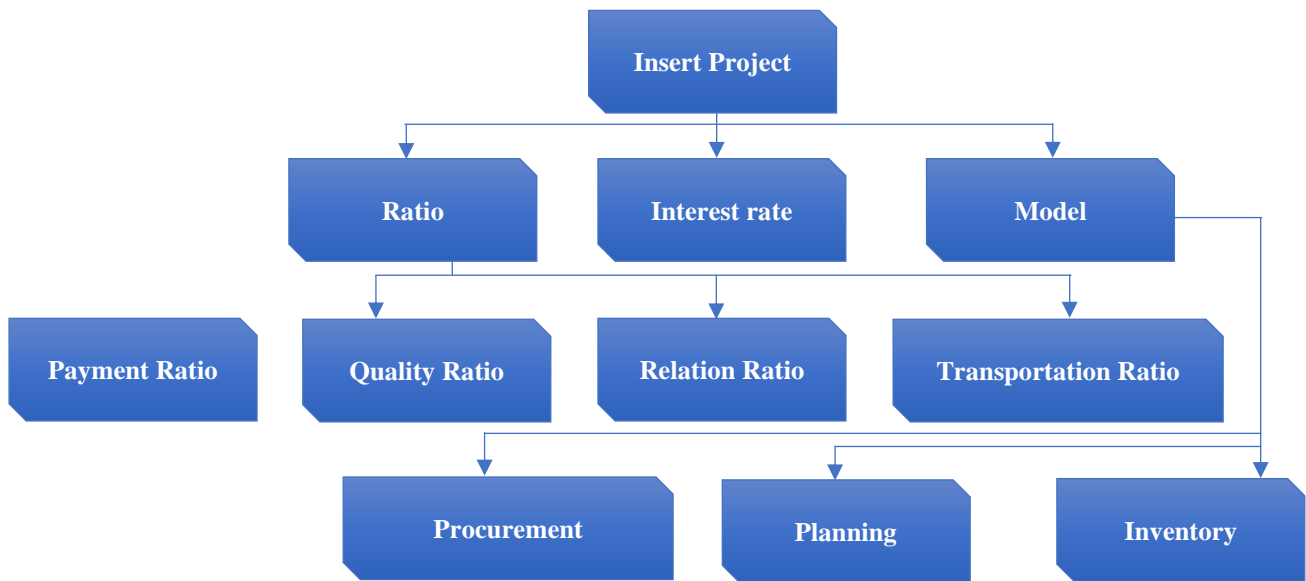 Insert Project
Ratio
Interest rate
Model
Payment Ratio
Quality Ratio
Relation Ratio
Transportation Ratio
Procurement
Planning
Inventory